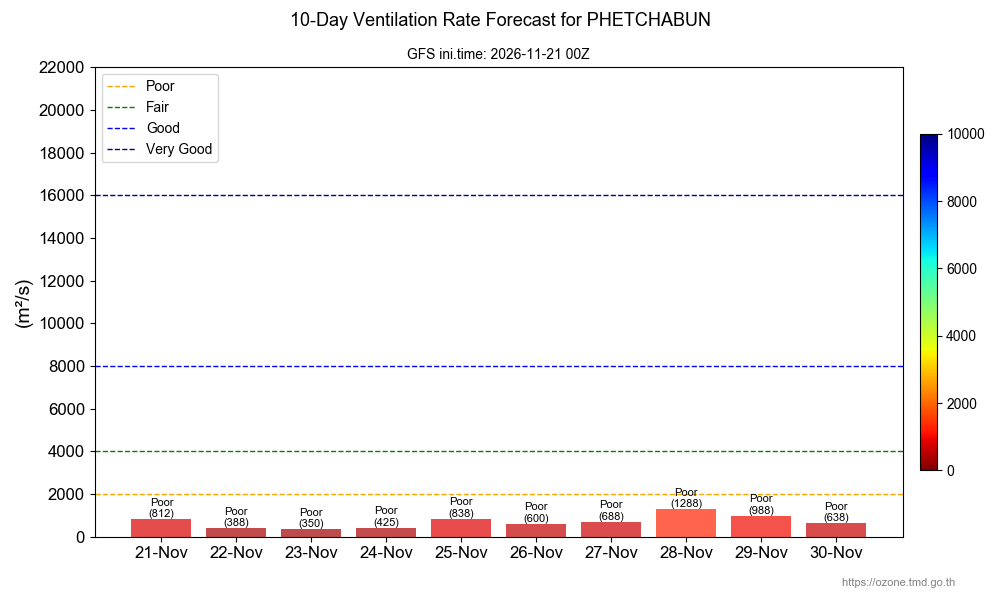 10-Day Ventilation Rate Forecast for PHETCHABUN
GFS ini.time: 2026-11-21 00Z
22000
20000
18000
16000
14000
12000
10000
8000
6000
4000
2000
0
(m²/s)
Poor
Fair
Good
Very Good
Poor
(812)
Poor
(388)
Poor
(350)
Poor
(425)
Poor
(838)
Poor
(600)
Poor
(688)
Poor
(1288)
Poor
(988)
Poor
(638)
21-Nov 22-Nov 23-Nov 24-Nov 25-Nov 26-Nov 27-Nov 28-Nov 29-Nov 30-Nov
10000
8000
6000
4000
2000
0
https://ozone.tmd.go.th